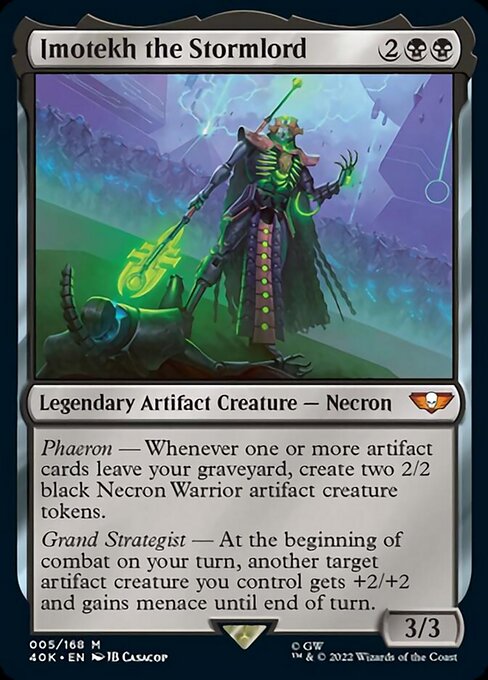 Imotekh the Stormlord 2
Legendary Artifact Creature — Necron
Phaeron — Whenever one or more artifact
cards leave your graveyard, create two 2/2
black Necron Warrior artifact creature
tokens.
Grand Strategist — At the beginning of
combat on your turn, another target
artifact creature you control gets +2/+2
and gains menace until end of turn.
3/3
005/168 M
40K • EN JB Casacop
© GW
™ & © 2022 Wizards of the Coast